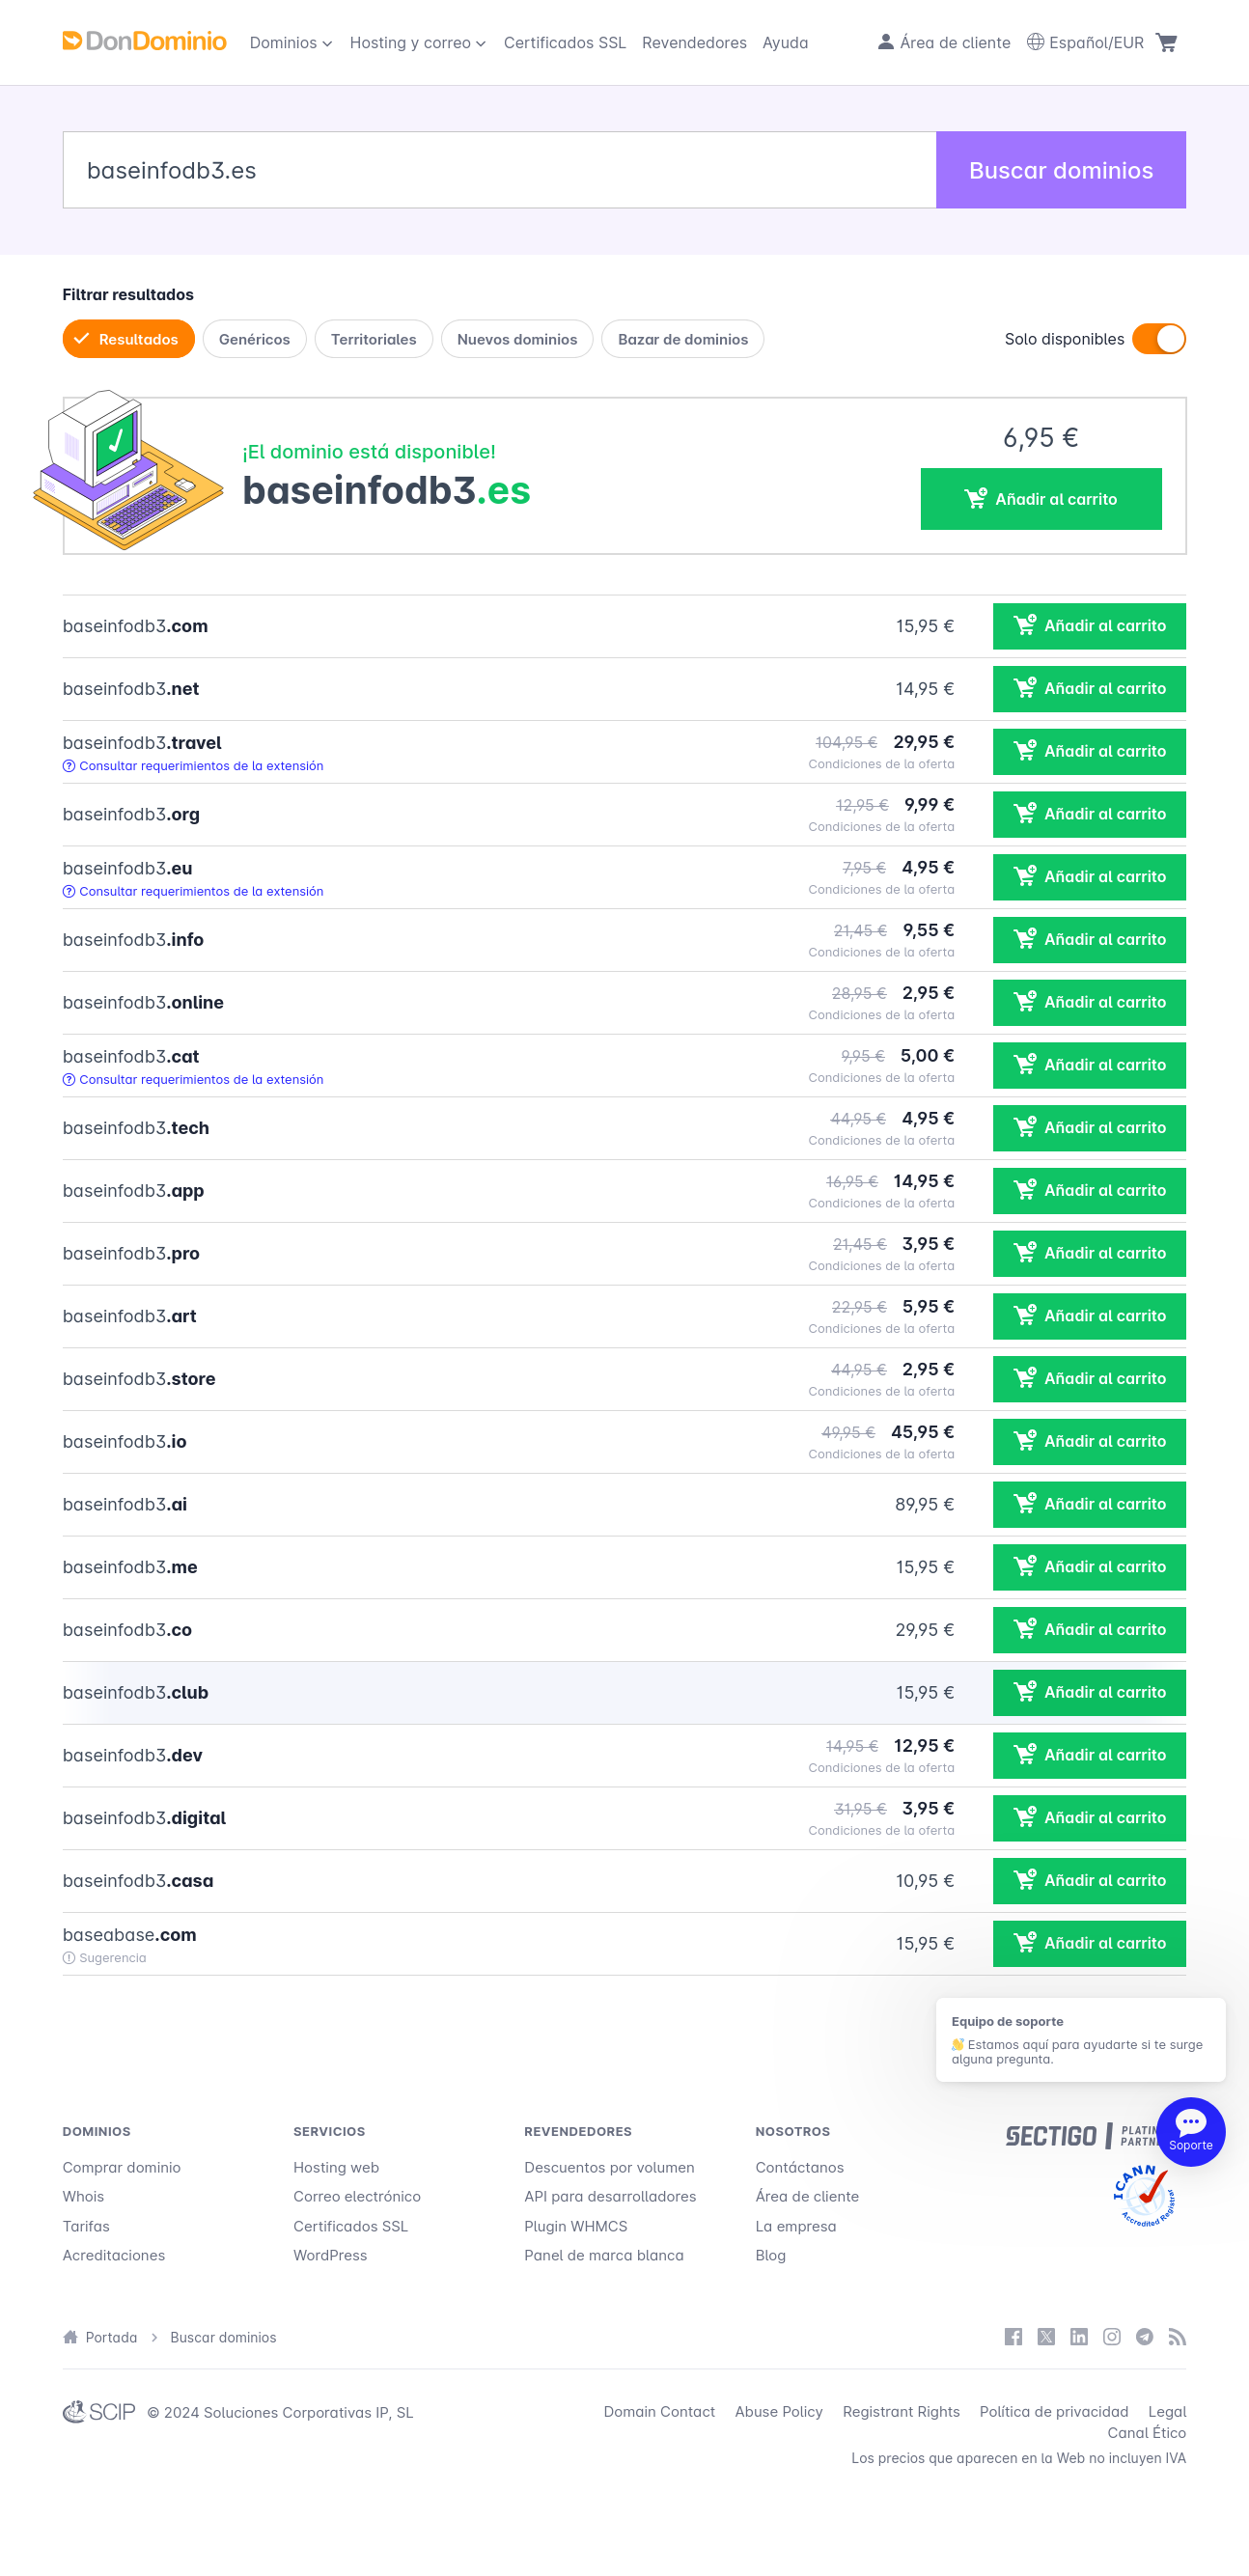 DonDominio Dominios Hosting y correo Certificados SSL Revendedores Ayuda Área de cliente Español/EUR
baseinfodb3.es Buscar dominios
Filtrar resultados
Resultados Genéricos Territoriales Nuevos dominios Bazar de dominios Solo disponibles
6,95 €
¡El dominio está disponible!
baseinfodb3.es
Añadir al carrito
baseinfodb3.com 15,95 € Añadir al carrito
baseinfodb3.net 14,95 € Añadir al carrito
baseinfodb3.travel 104,95 € 29,95 € Añadir al carrito
Consultar requerimientos de la extensión Condiciones de la oferta
baseinfodb3.org 12,95 € 9,99 € Añadir al carrito
Condiciones de la oferta
baseinfodb3.eu 7,95 € 4,95 € Añadir al carrito
Consultar requerimientos de la extensión Condiciones de la oferta
baseinfodb3.info 21,45 € 9,55 € Añadir al carrito
Condiciones de la oferta
baseinfodb3.online 28,95 € 2,95 € Añadir al carrito
Condiciones de la oferta
baseinfodb3.cat 9,95 € 5,00 € Añadir al carrito
Consultar requerimientos de la extensión Condiciones de la oferta
baseinfodb3.tech 44,95 € 4,95 € Añadir al carrito
Condiciones de la oferta
baseinfodb3.app 16,95 € 14,95 € Añadir al carrito
Condiciones de la oferta
baseinfodb3.pro 21,45 € 3,95 € Añadir al carrito
Condiciones de la oferta
baseinfodb3.art 22,95 € 5,95 € Añadir al carrito
Condiciones de la oferta
baseinfodb3.store 44,95 € 2,95 € Añadir al carrito
Condiciones de la oferta
baseinfodb3.io 49,95 € 45,95 € Añadir al carrito
Condiciones de la oferta
baseinfodb3.ai 89,95 € Añadir al carrito
baseinfodb3.me 15,95 € Añadir al carrito
baseinfodb3.co 29,95 € Añadir al carrito
baseinfodb3.club 15,95 € Añadir al carrito
baseinfodb3.dev 14,95 € 12,95 € Añadir al carrito
Condiciones de la oferta
baseinfodb3.digital 31,95 € 3,95 € Añadir al carrito
Condiciones de la oferta
baseinfodb3.casa 10,95 € Añadir al carrito
baseabase.com 15,95 € Añadir al carrito
Sugerencia
Equipo de soporte
Estamos aquí para ayudarte si te surge
alguna pregunta.
Soporte
DOMINIOS
Comprar dominio
Whois
Tarifas
Acreditaciones
SERVICIOS
Hosting web
Correo electrónico
Certificados SSL
WordPress
REVENDEDORES
Descuentos por volumen
API para desarrolladores
Plugin WHMCS
Panel de marca blanca
NOSOTROS
Contáctanos
Área de cliente
La empresa
Blog
SECTIGO
ICANN
Accredited Registrar
Portada Buscar dominios
SCIP © 2024 Soluciones Corporativas IP, SL
Domain Contact Abuse Policy Registrant Rights Política de privacidad Legal
Canal Ético
Los precios que aparecen en la Web no incluyen IVA